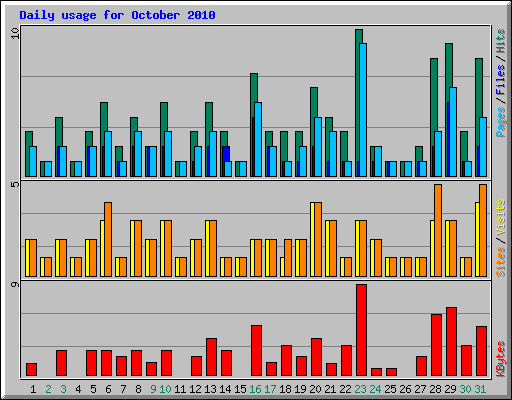 Daily usage for October 2010
10
5
9
Pages / Files / Hits
Sites / Visits
KBytes
1 2 3 4 5 6 7 8 9 10 11 12 13 14 15 16 17 18 19 20 21 22 23 24 25 26 27 28 29 30 31